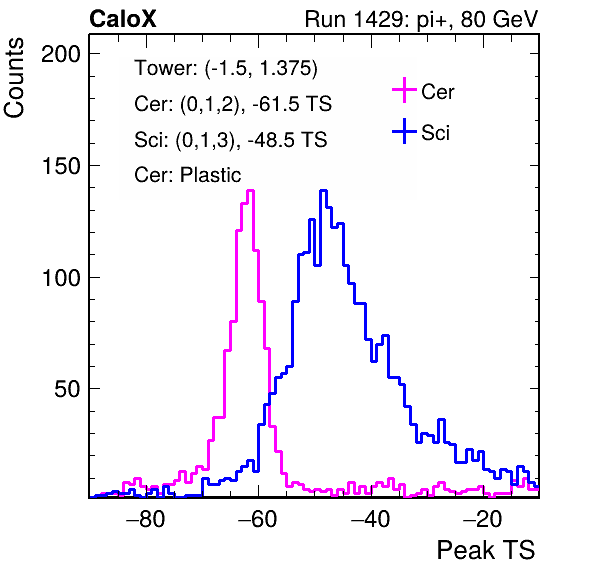 CaloX Run 1429: pi+, 80 GeV
Counts
200
150
100
50
Tower: (-1.5, 1.375)
Cer: (0,1,2), -61.5 TS
Sci: (0,1,3), -48.5 TS
Cer: Plastic
Cer
Sci
−80 −60 −40 −20
Peak TS